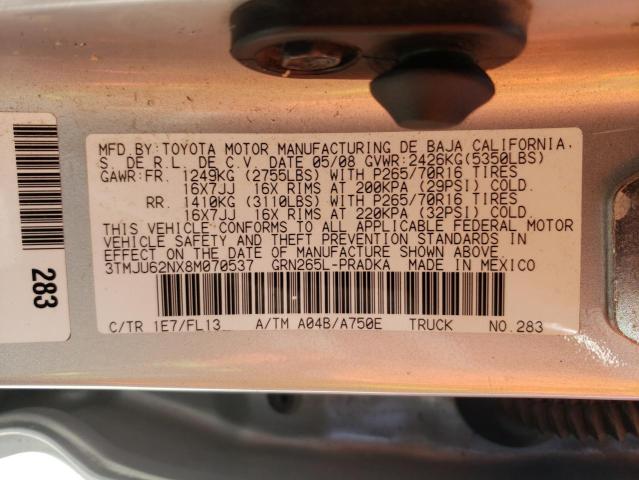 MFD. BY: TOYOTA MOTOR MANUFACTURING DE BAJA CALIFORNIA,
S. DE R.L. DE C.V. DATE 05/08 GVWR:2426KG(5350LBS)
GAWR:FR. 1249KG (2755LBS) WITH P265/70R16 TIRES
16X7JJ 16X RIMS AT 200KPA (29PSI) COLD.
RR. 1410KG (3110LBS) WITH P265/70R16 TIRES
16X7JJ 16X RIMS AT 220KPA (32PSI) COLD.
THIS VEHICLE CONFORMS TO ALL APPLICABLE FEDERAL MOTOR
VEHICLE SAFETY AND THEFT PREVENTION STANDARDS IN
EFFECT ON THE DATE OF MANUFACTURE SHOWN ABOVE.
3TMJU62NX8M070537 GRN265L-PRADKA MADE IN MEXICO
C/TR 1E7/FL13 A/TM A04B/A750E TRUCK NO.283
283